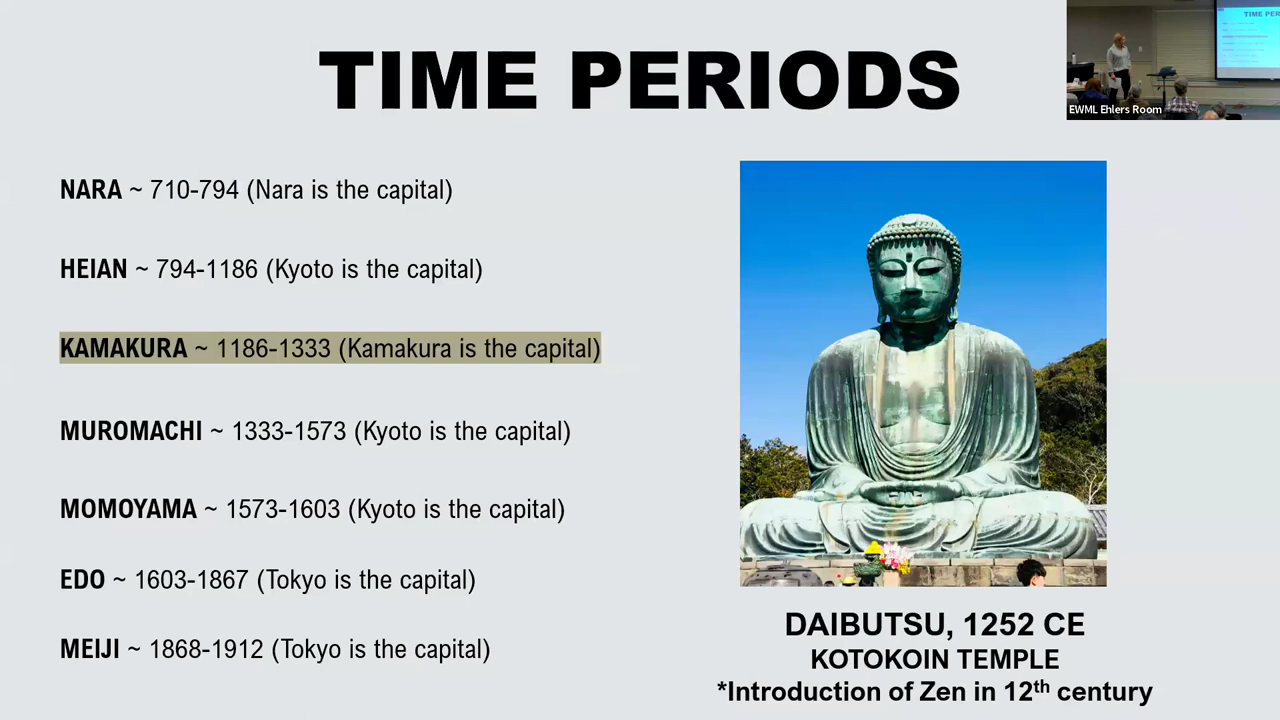 TIME PERIODS
TIME PER
EWML Ehlers Room
NARA ~ 710-794 (Nara is the capital)
HEIAN ~ 794-1186 (Kyoto is the capital)
KAMAKURA ~ 1186-1333 (Kamakura is the capital)
MUROMACHI ~ 1333-1573 (Kyoto is the capital)
MOMOYAMA ~ 1573-1603 (Kyoto is the capital)
EDO ~ 1603-1867 (Tokyo is the capital)
MEIJI ~ 1868-1912 (Tokyo is the capital)
DAIBUTSU, 1252 CE
KOTOKOIN TEMPLE
*Introduction of Zen in 12th century